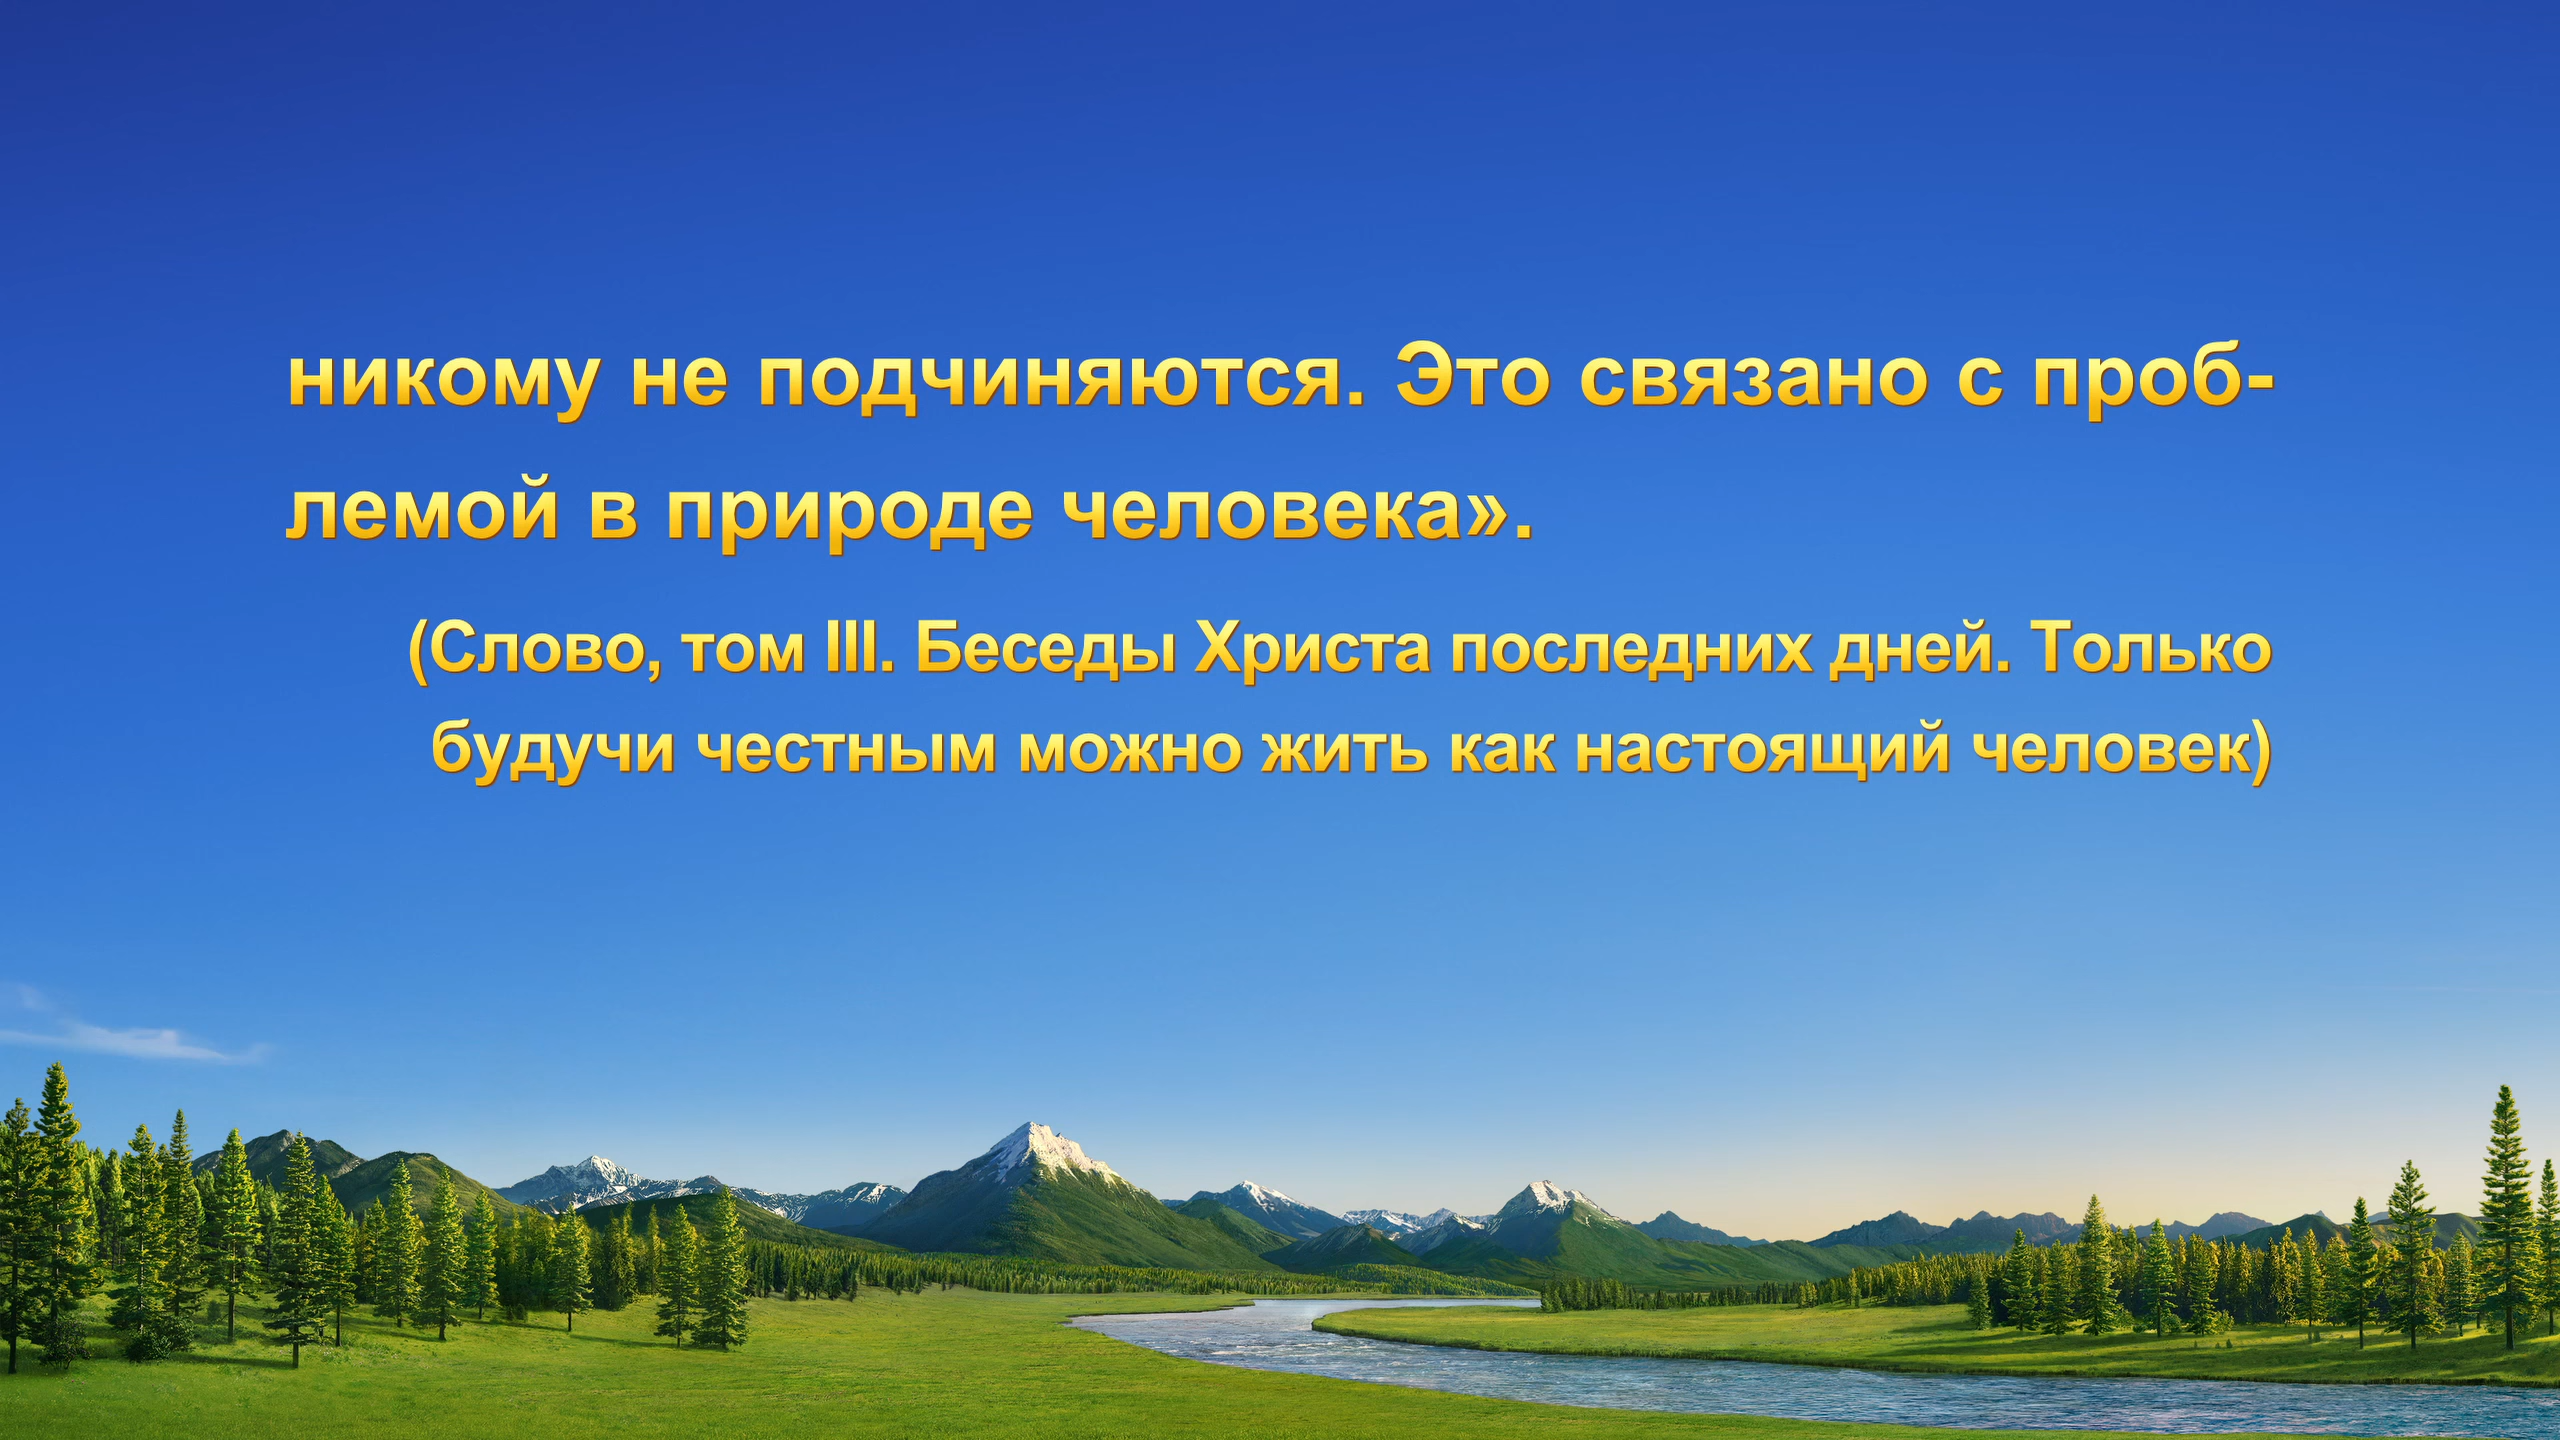 никому не подчиняются. Это связано с проб-
лемой в природе человека».
(Слово, том III. Беседы Христа последних дней. Только
будучи честным можно жить как настоящий человек)